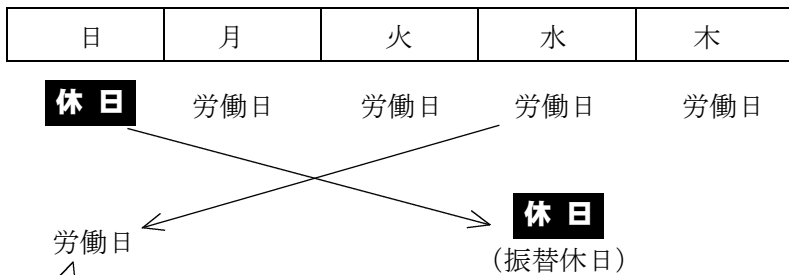 日 月 火 水 木
休 日 労働日 労働日 労働日 労働日
休 日
労働日
(振替休日)